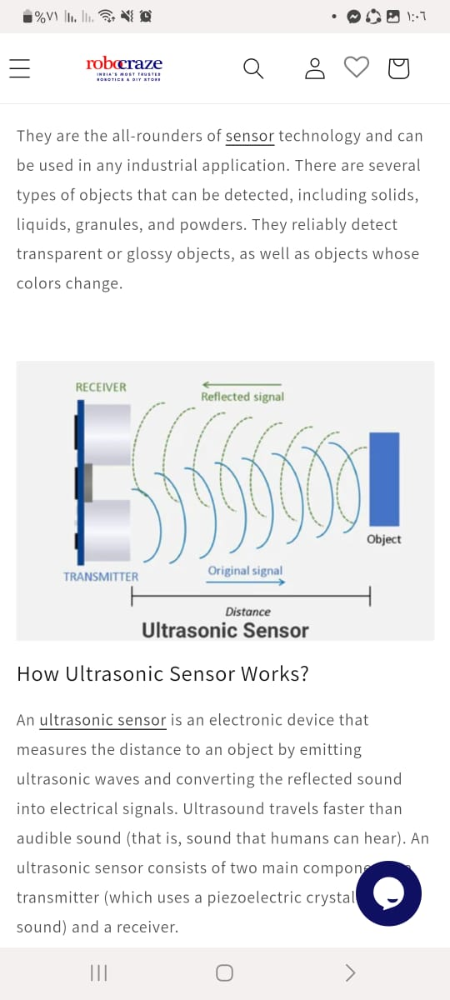 %٧١
١:٠٦
robocraze
INDIA'S MOST TRUSTED
ROBOTICS & DIY STORE
They are the all-rounders of sensor technology and can
be used in any industrial application. There are several
types of objects that can be detected, including solids,
liquids, granules, and powders. They reliably detect
transparent or glossy objects, as well as objects whose
colors change.
RECEIVER
Reflected signal
Object
Original signal
TRANSMITTER
Distance
Ultrasonic Sensor
How Ultrasonic Sensor Works?
An ultrasonic sensor is an electronic device that
measures the distance to an object by emitting
ultrasonic waves and converting the reflected sound
into electrical signals. Ultrasound travels faster than
audible sound (that is, sound that humans can hear). An
ultrasonic sensor consists of two main
transmitter (which uses a piezoelectric crystal
sound) and a receiver.